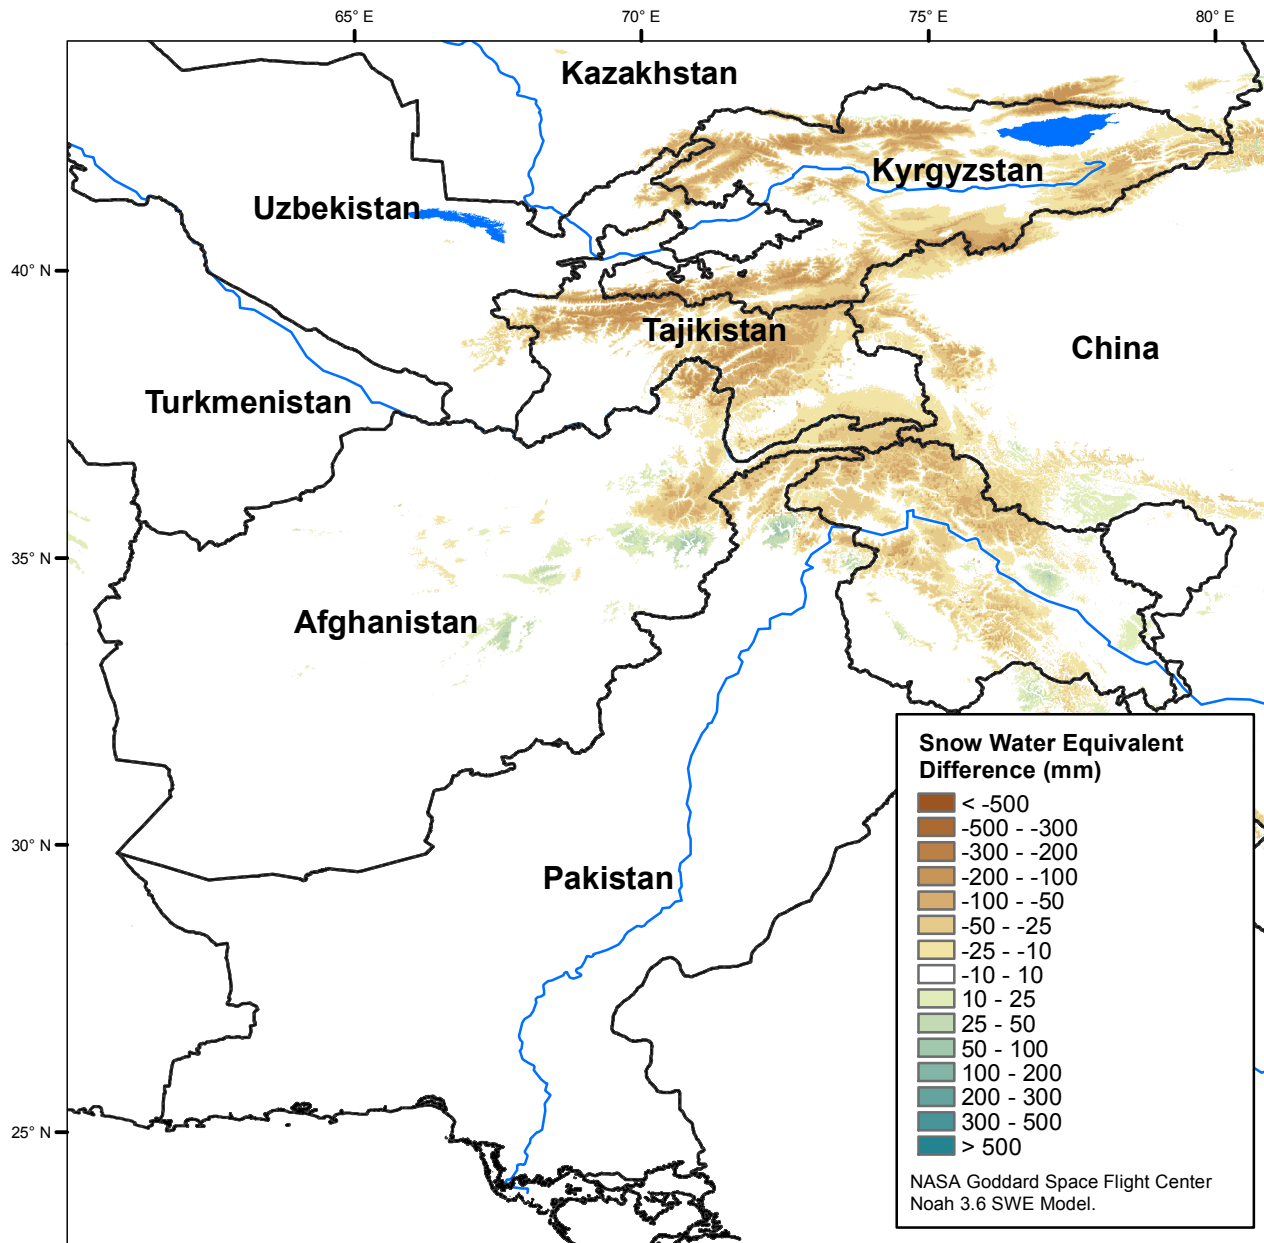 65° E
70° E
75° E
80° E
Kazakhstan
Kyrgyzstan
Uzbekistan
40° N
Tajikistan
China
Turkmenistan
35° N
Afghanistan
30° N
Pakistan
25° N
Snow Water Equivalent
Difference (mm)
< -500
-500 - -300
-300 - -200
-200 - -100
-100 - -50
-50 - -25
-25 - -10
-10 - 10
10 - 25
25 - 50
50 - 100
100 - 200
200 - 300
300 - 500
> 500
NASA Goddard Space Flight Center
Noah 3.6 SWE Model.